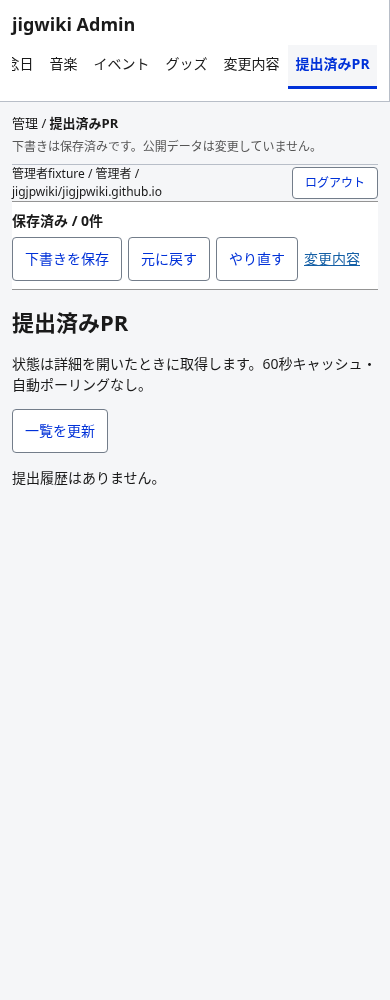 jigwiki Admin
念日 音楽 イベント グッズ 変更内容 提出済みPR
管理 / 提出済みPR
下書きは保存済みです。公開データは変更していません。
管理者fixture / 管理者 /
jigjpwiki/jigjpwiki.github.io
ログアウト
保存済み / 0件
下書きを保存 元に戻す やり直す 変更内容
提出済みPR
状態は詳細を開いたときに取得します。60秒キャッシュ・
自動ポーリングなし。
一覧を更新
提出履歴はありません。